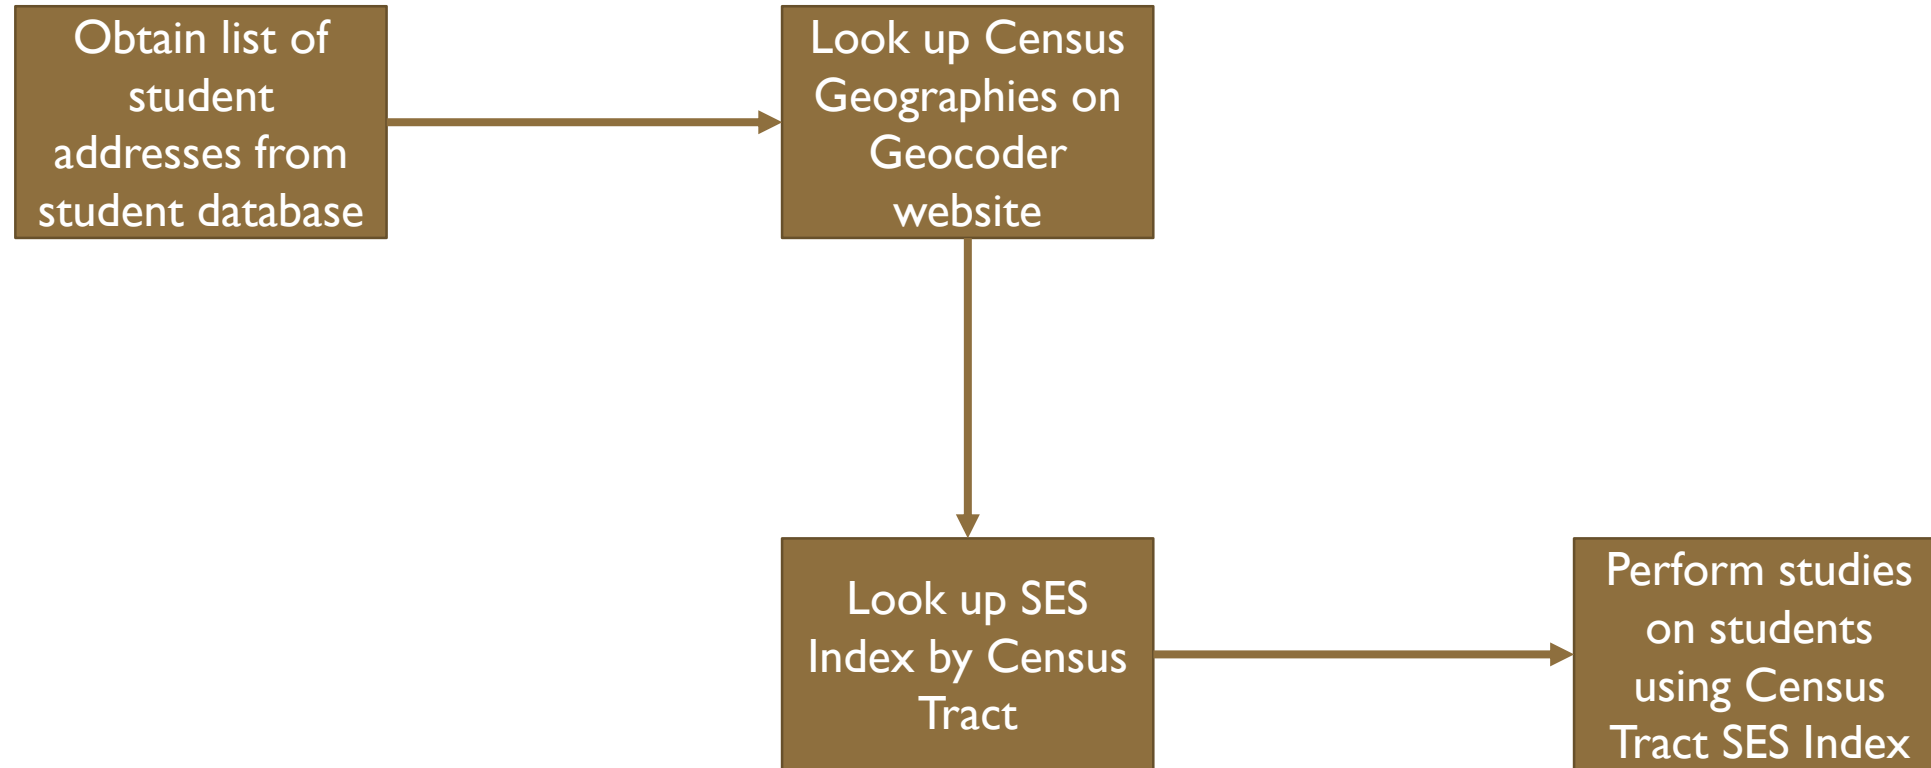 Obtain list of
student
addresses from
student database
Look up Census
Geographies on
Geocoder
website
Look up SES
Index by Census
Tract
Perform studies
on students
using Census
Tract SES Index